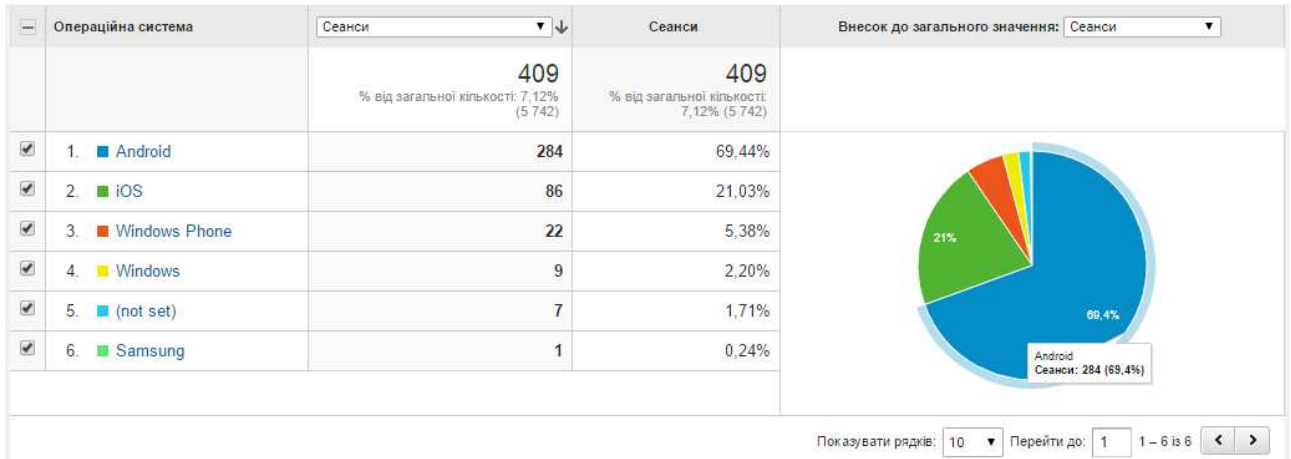 Операційна система Сеанси Сеанси Внесок до загального значення: Сеанси
409 409
% від загальної кількості: 7,12% % від загальної кількості:
(5 742) 7,12% (5 742)
1. Android 284 69,44%
2. iOS 86 21,03%
3. Windows Phone 22 5,38%
4. Windows 9 2,20%
5. (not set) 7 1,71%
6. Samsung 1 0,24%
21%
69,4%
Android
Сеанси: 284 (69,4%)
Показувати рядків: 10 Перейти до: 1 1 – 6 із 6